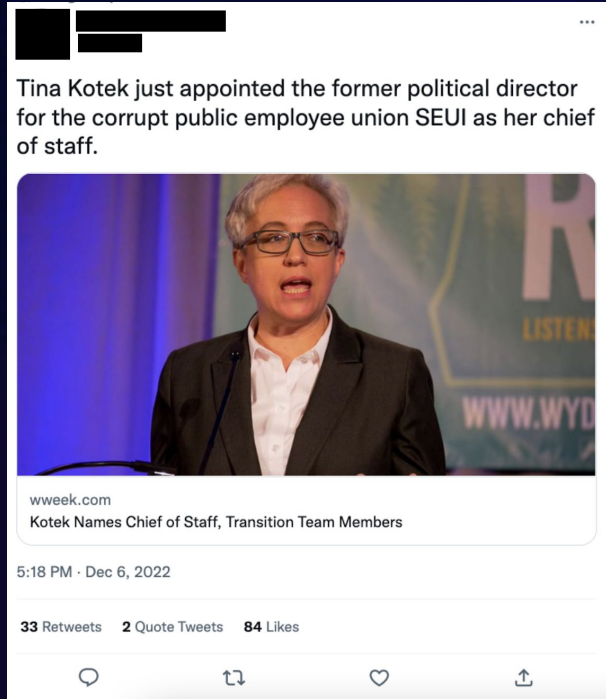 Tina Kotek just appointed the former political director
for the corrupt public employee union SEUI as her chief
of staff.
R
LISTEN
WWW.WYD
wweek.com
Kotek Names Chief of Staff, Transition Team Members
5:18 PM · Dec 6, 2022
33 Retweets 2 Quote Tweets 84 Likes